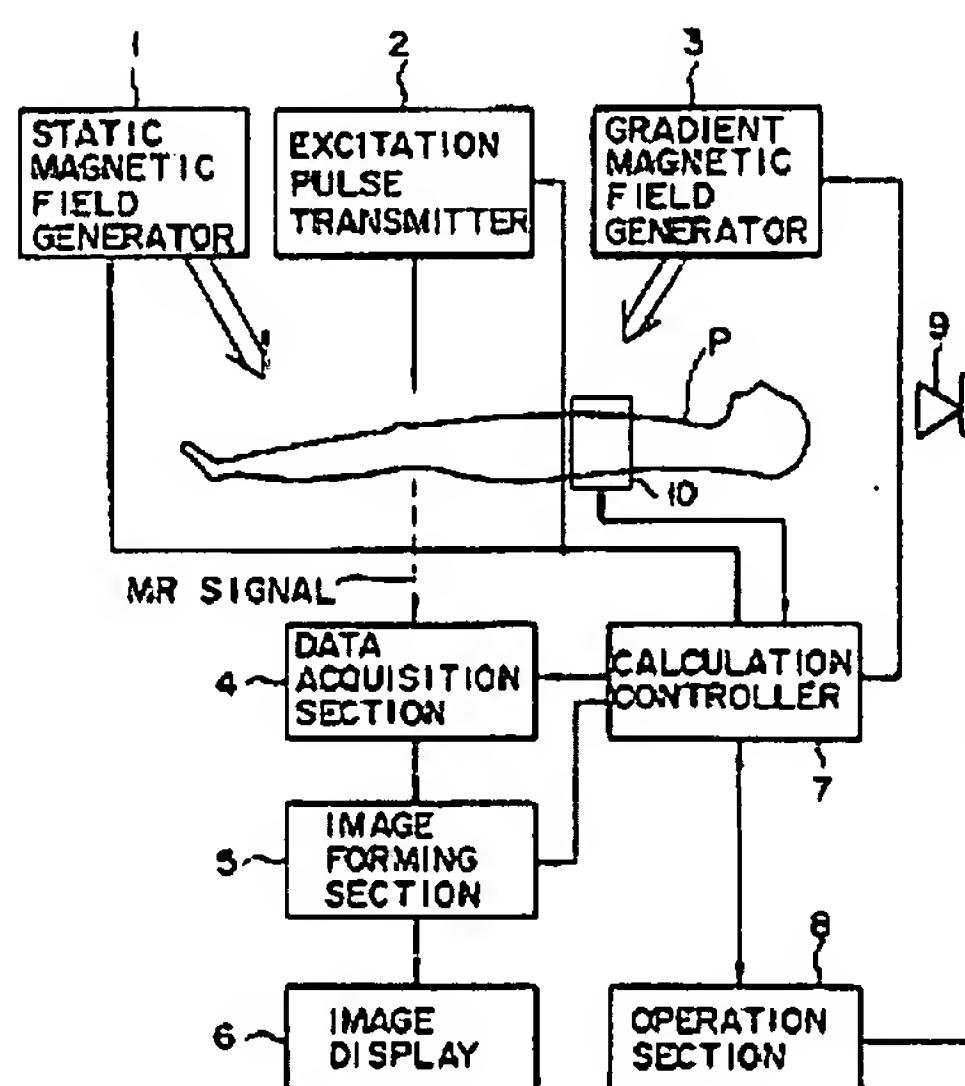 1
2
3
STATIC
MAGNETIC
FIELD
GENERATOR
EXCITATION
PULSE
TRANSMITTER
GRADIENT
MAGNETIC
FIELD
GENERATOR
9
P
10
MR SIGNAL
4
DATA
ACQUISITION
SECTION
CALCULATION
CONTROLLER
7
5
IMAGE
FORMING
SECTION
8
6
IMAGE
DISPLAY
OPERATION
SECTION